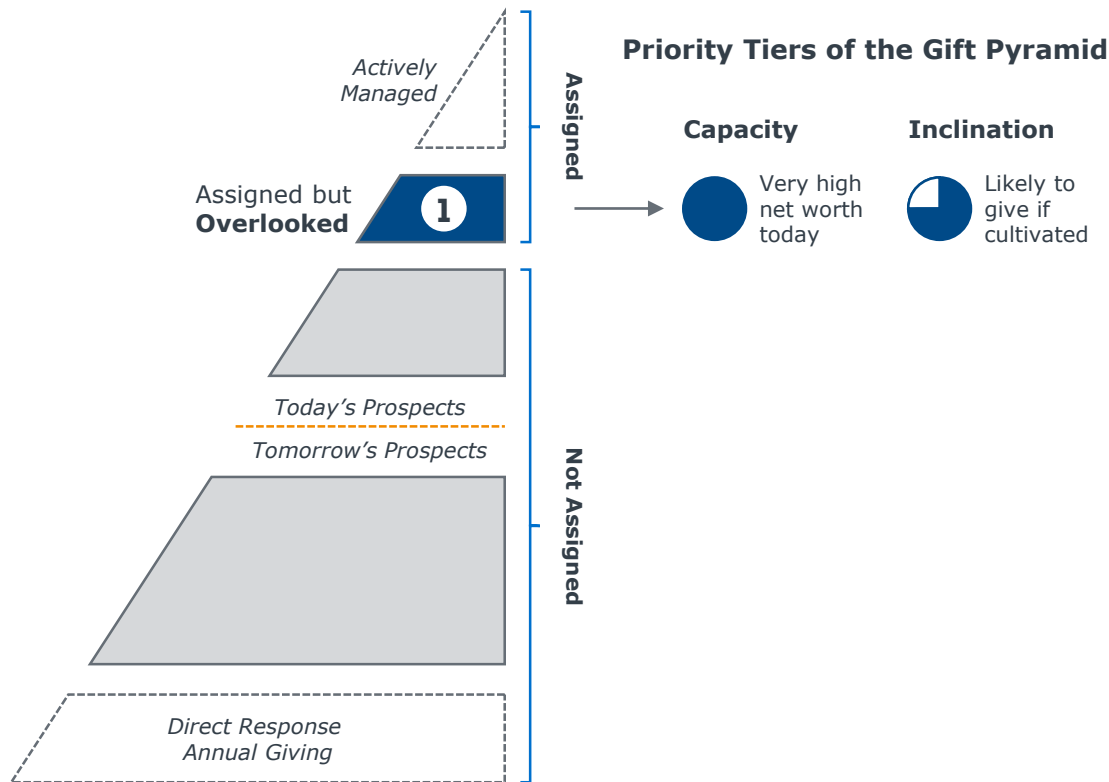 Priority Tiers of the Gift Pyramid
Actively
Managed
Assigned
Capacity
Inclination
Assigned but
Overlooked
1
Very high
net worth
today
Likely to
give if
cultivated
Today's Prospects
Tomorrow's Prospects
Not Assigned
Direct Response
Annual Giving